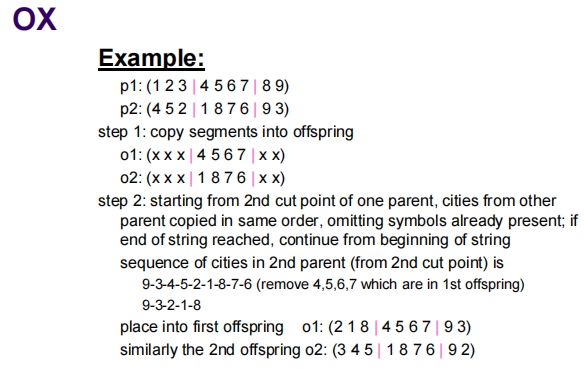 OX
Example:
p1: (1 2 3 | 4 5 6 7 | 8 9)
p2: (4 5 2 | 1 8 7 6 | 9 3)
step 1: copy segments into offspring
o1: (x x x | 4 5 6 7 | x x)
o2: (x x x | 1 8 7 6 | x x)
step 2: starting from 2nd cut point of one parent, cities from other
parent copied in same order, omitting symbols already present; if
end of string reached, continue from beginning of string
sequence of cities in 2nd parent (from 2nd cut point) is
9-3-4-5-2-1-8-7-6 (remove 4,5,6,7 which are in 1st offspring)
9-3-2-1-8
place into first offspring o1: (2 1 8 | 4 5 6 7 | 9 3)
similarly the 2nd offspring o2: (3 4 5 | 1 8 7 6 | 9 2)